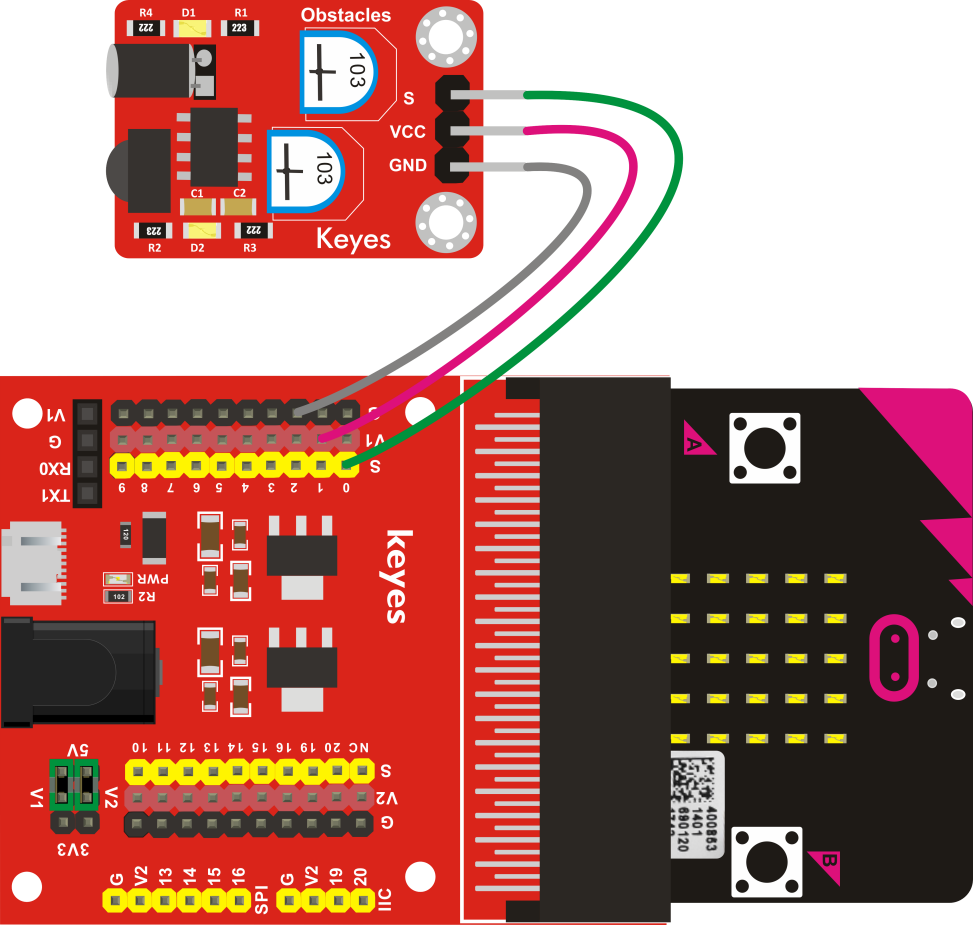 Obstacles
R4 D1 R1
222 223
103
S
VCC
GND
103
C1 C2
223 222
R2 D2 R3
Keyes
V1
G
RX0
TX1
G
V1
S
9 8 7 6 5 4 3 2 1 0
120
PWR
R2
102
keyes
A
5V
V1 V2
3V3
10 11 12 13 14 15 16 19 20 NC
S
V2
G
G V2 13 14 15 16 SPI
G V2 19 20 IIC
400863
1401
690120
B